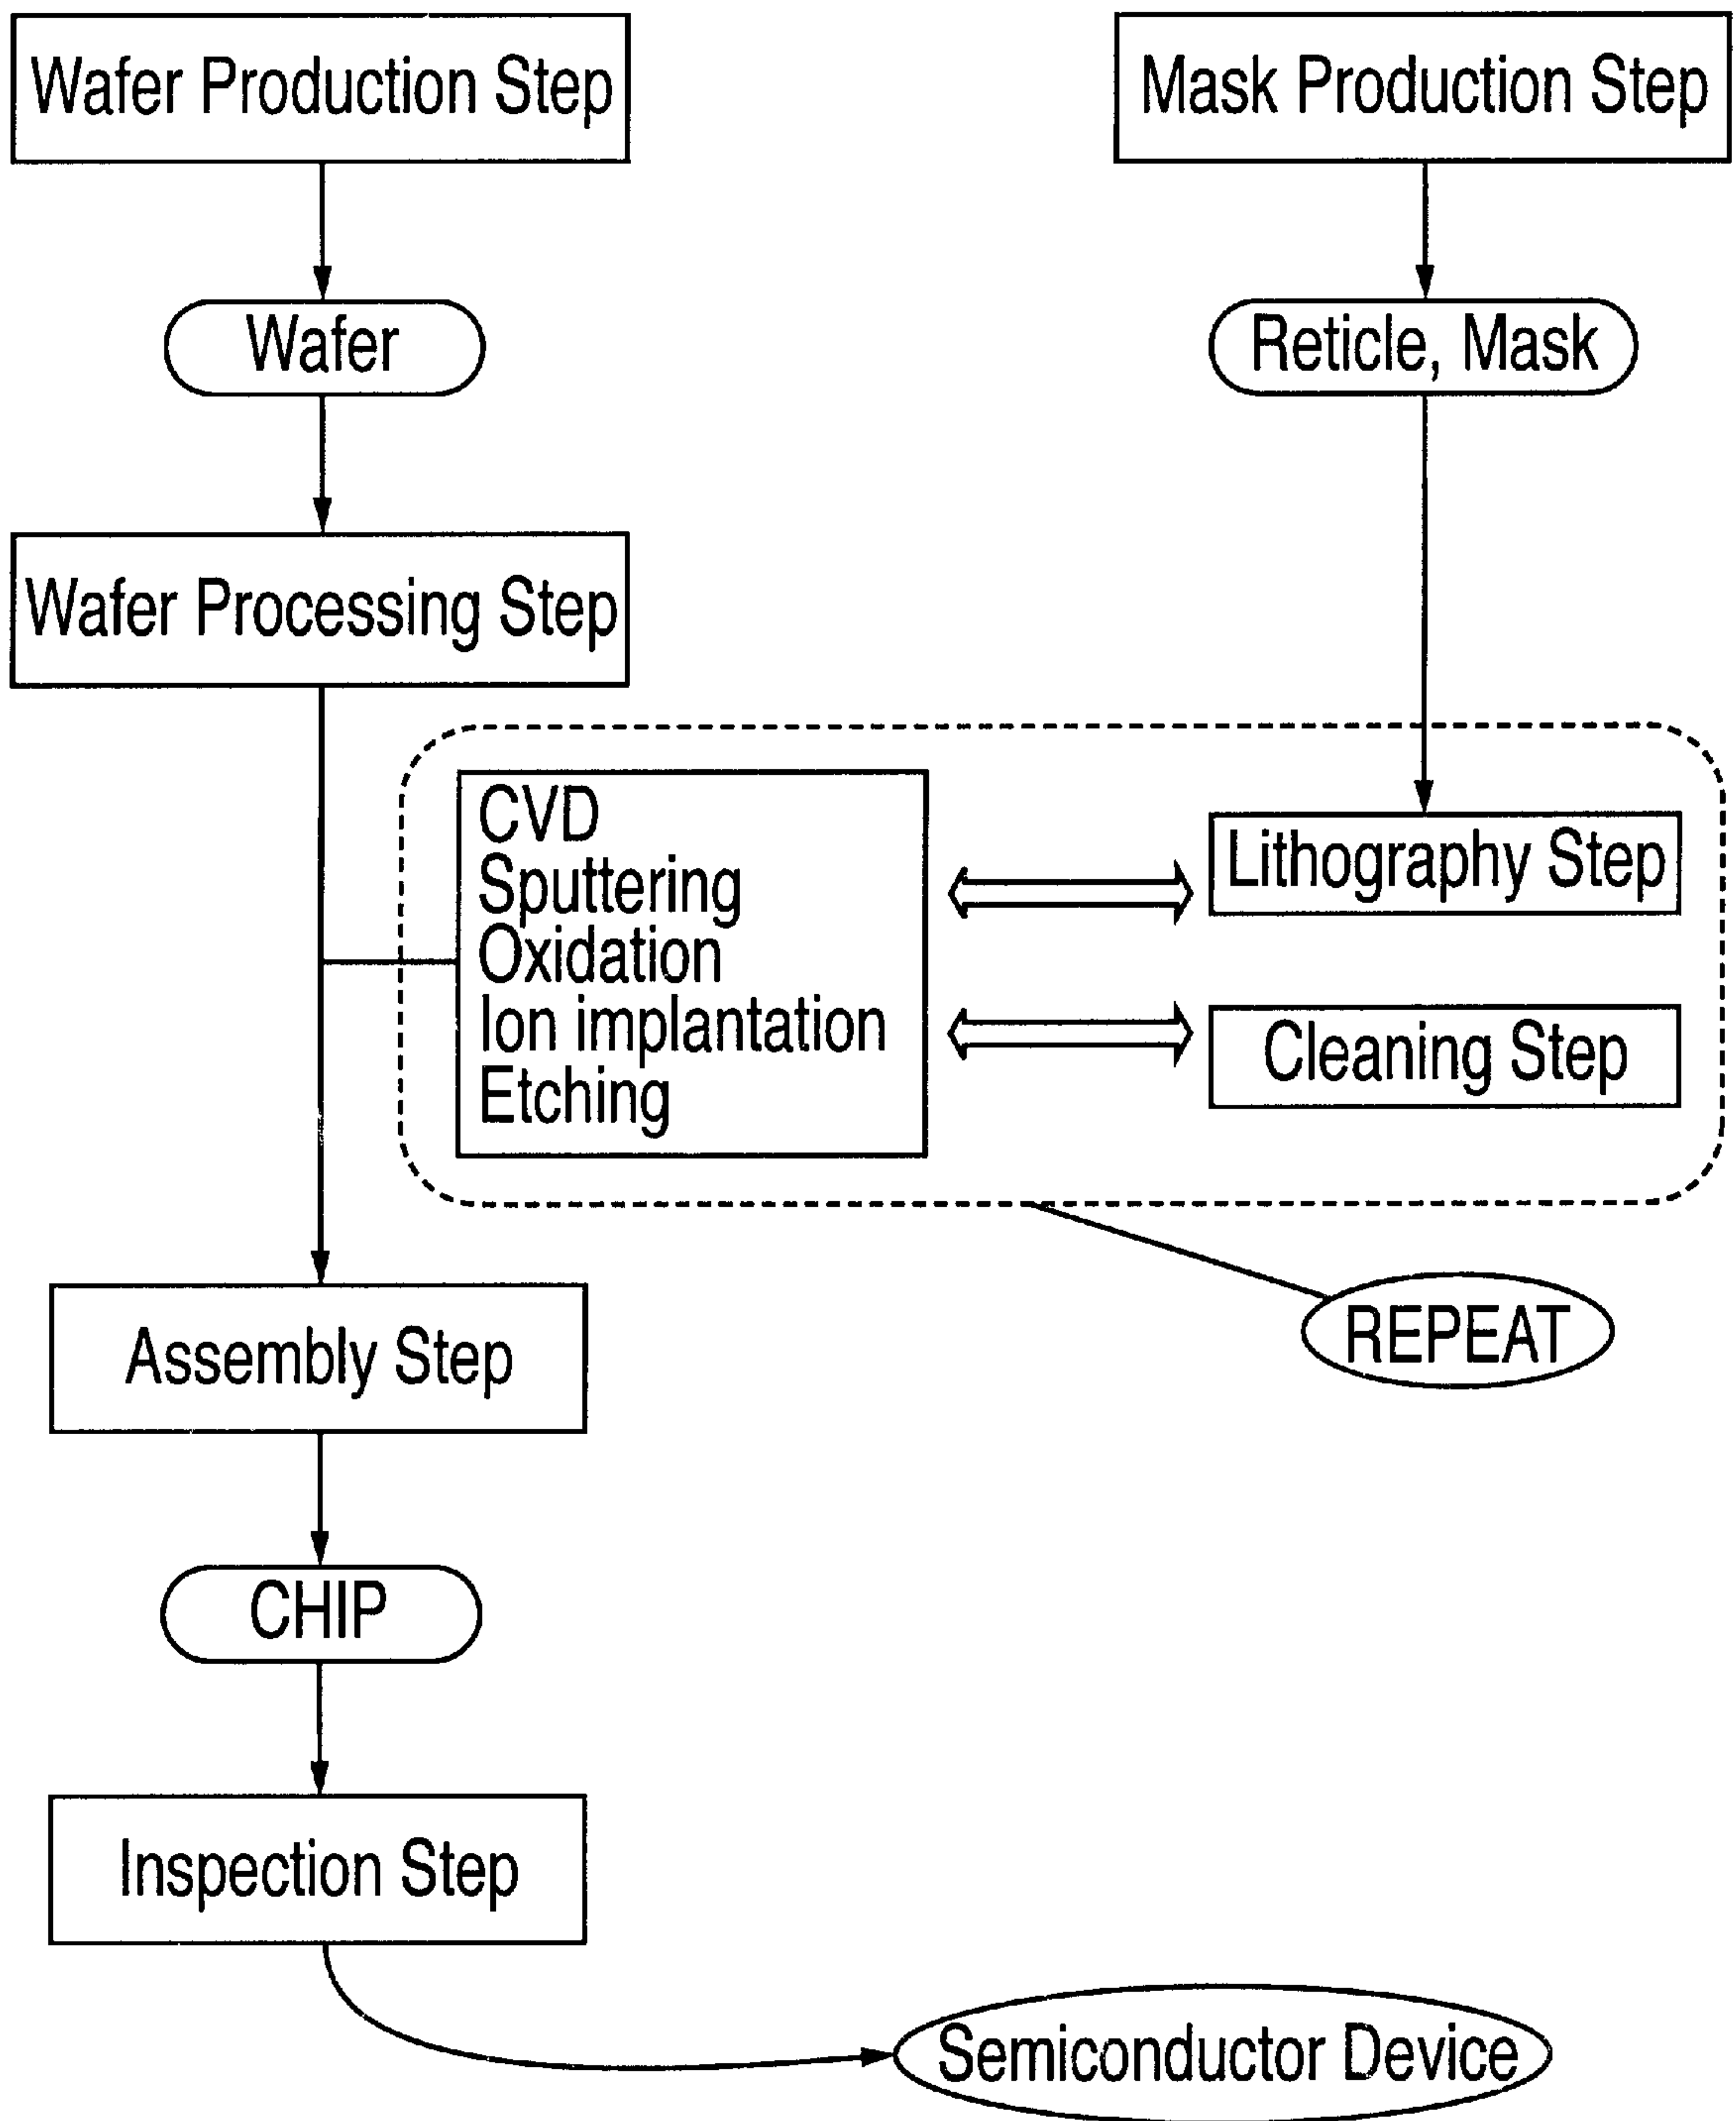 Wafer Production Step
Mask Production Step
Wafer
Reticle, Mask
Wafer Processing Step
CVD
Sputtering
Oxidation
Ion implantation
Etching
Lithography Step
Cleaning Step
REPEAT
Assembly Step
CHIP
Inspection Step
Semiconductor Device